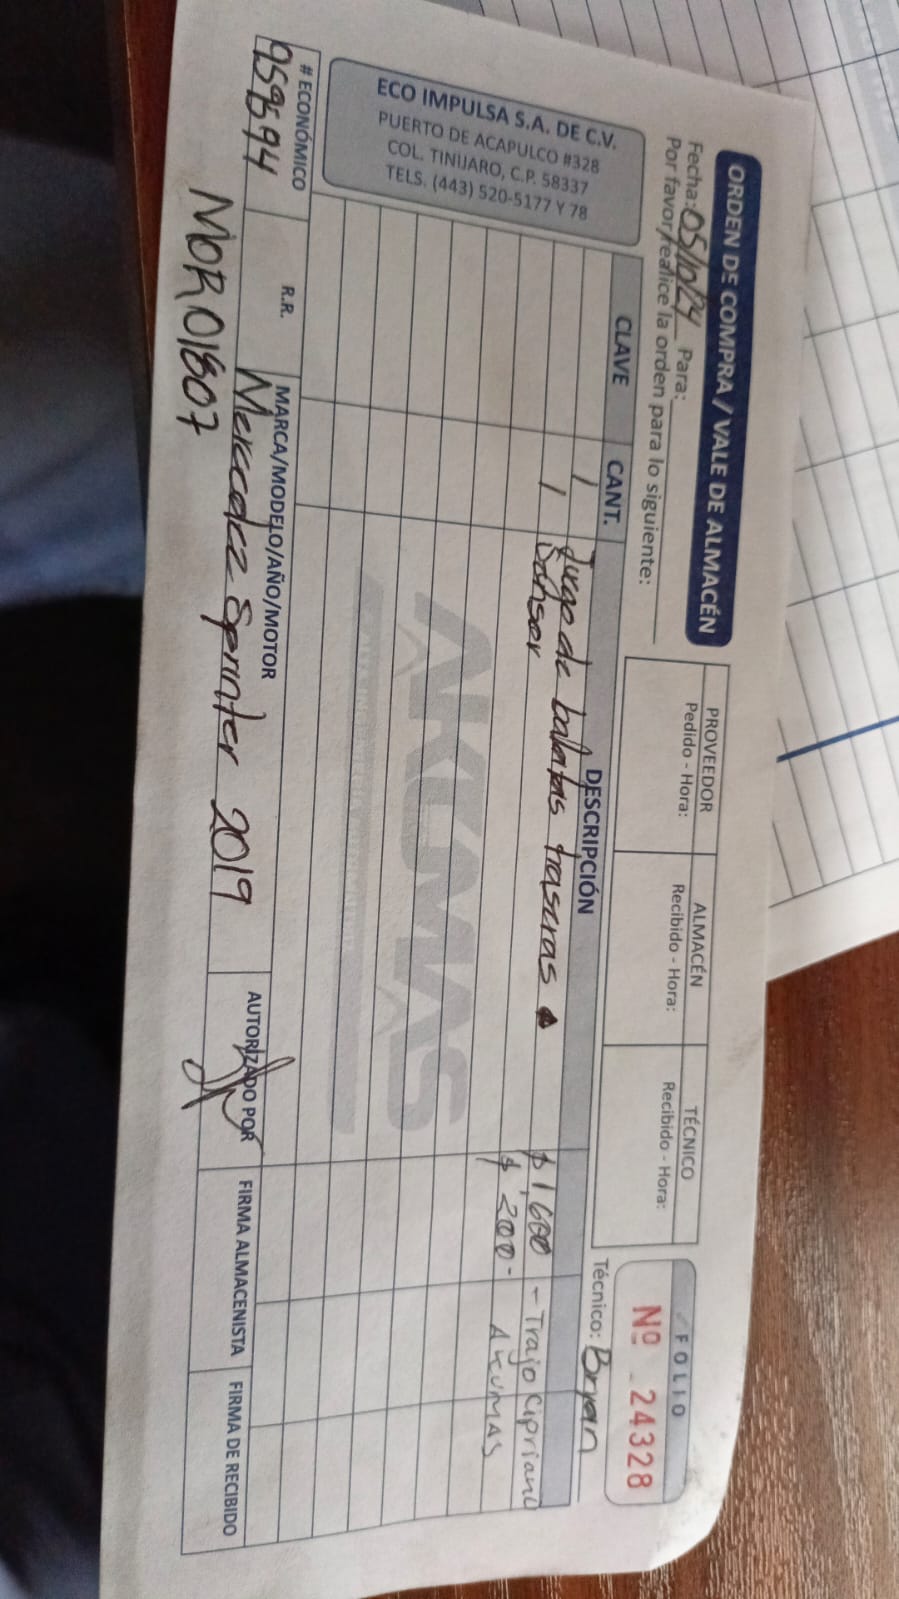 ORDEN DE COMPRA / VALE DE ALMACÉN
Fecha: 05/10/24 Para:
Por favor realice la orden para lo siguiente:
PROVEEDOR
Pedido - Hora:
ALMACÉN
Recibido - Hora:
TÉCNICO
Recibido - Hora:
FOLIO
Nº 24328
Técnico: Bryan
ECO IMPULSA S.A. DE C.V.
PUERTO DE ACAPULCO #328
COL. TINIJARO, C.P. 58337
TELS. (443) 520-5177 Y 78
CLAVE CANT. DESCRIPCIÓN
1 Juego de balatas traseras $1,600 - Trajo Cipriano
1 $200 - AKUMAS
AKUMAS
# ECONÓMICO R.R. MARCA/MODELO/AÑO/MOTOR AUTORIZADO POR FIRMA ALMACENISTA FIRMA DE RECIBIDO
Mercedez Sprinter 2019
MOR01807